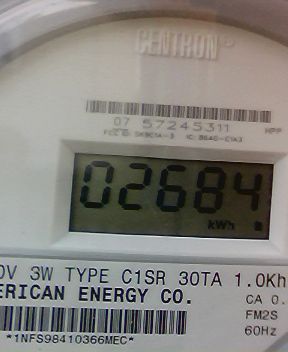 CENTRON®
07 57245311 HPP
02684
kWh
0V 3W TYPE C1SR 30TA 1.0Kh
ERICAN ENERGY CO. CA 0.
FM2S
60Hz
*1NFS98410366MEC*